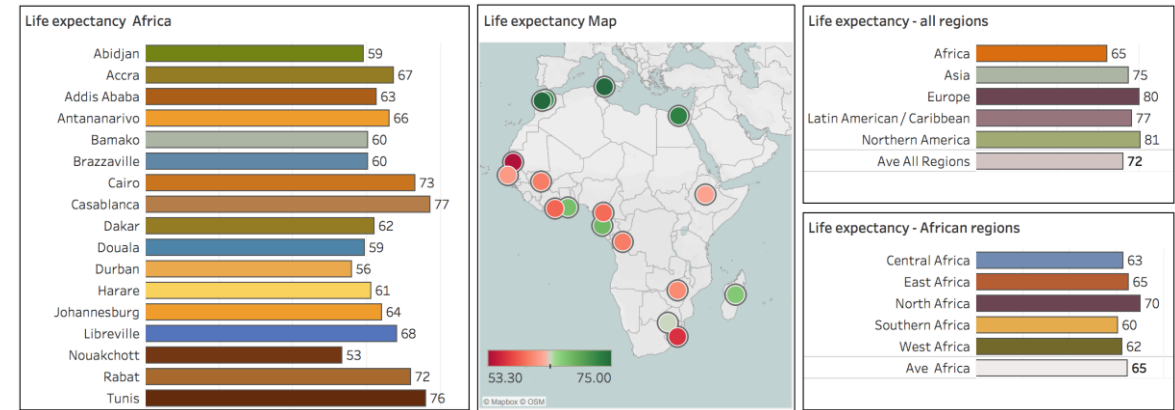 Life expectancy Africa
Abidjan 59
Accra 67
Addis Ababa 63
Antananarivo 66
Bamako 60
Brazzaville 60
Cairo 73
Casablanca 77
Dakar 62
Douala 59
Durban 56
Harare 61
Johannesburg 64
Libreville 68
Nouakchott 53
Rabat 72
Tunis 76
Life expectancy Map
53.30 75.00
© Mapbox © OSM
Life expectancy - all regions
Africa 65
Asia 75
Europe 80
Latin American / Caribbean 77
Northern America 81
Ave All Regions 72
Life expectancy - African regions
Central Africa 63
East Africa 65
North Africa 70
Southern Africa 60
West Africa 62
Ave Africa 65